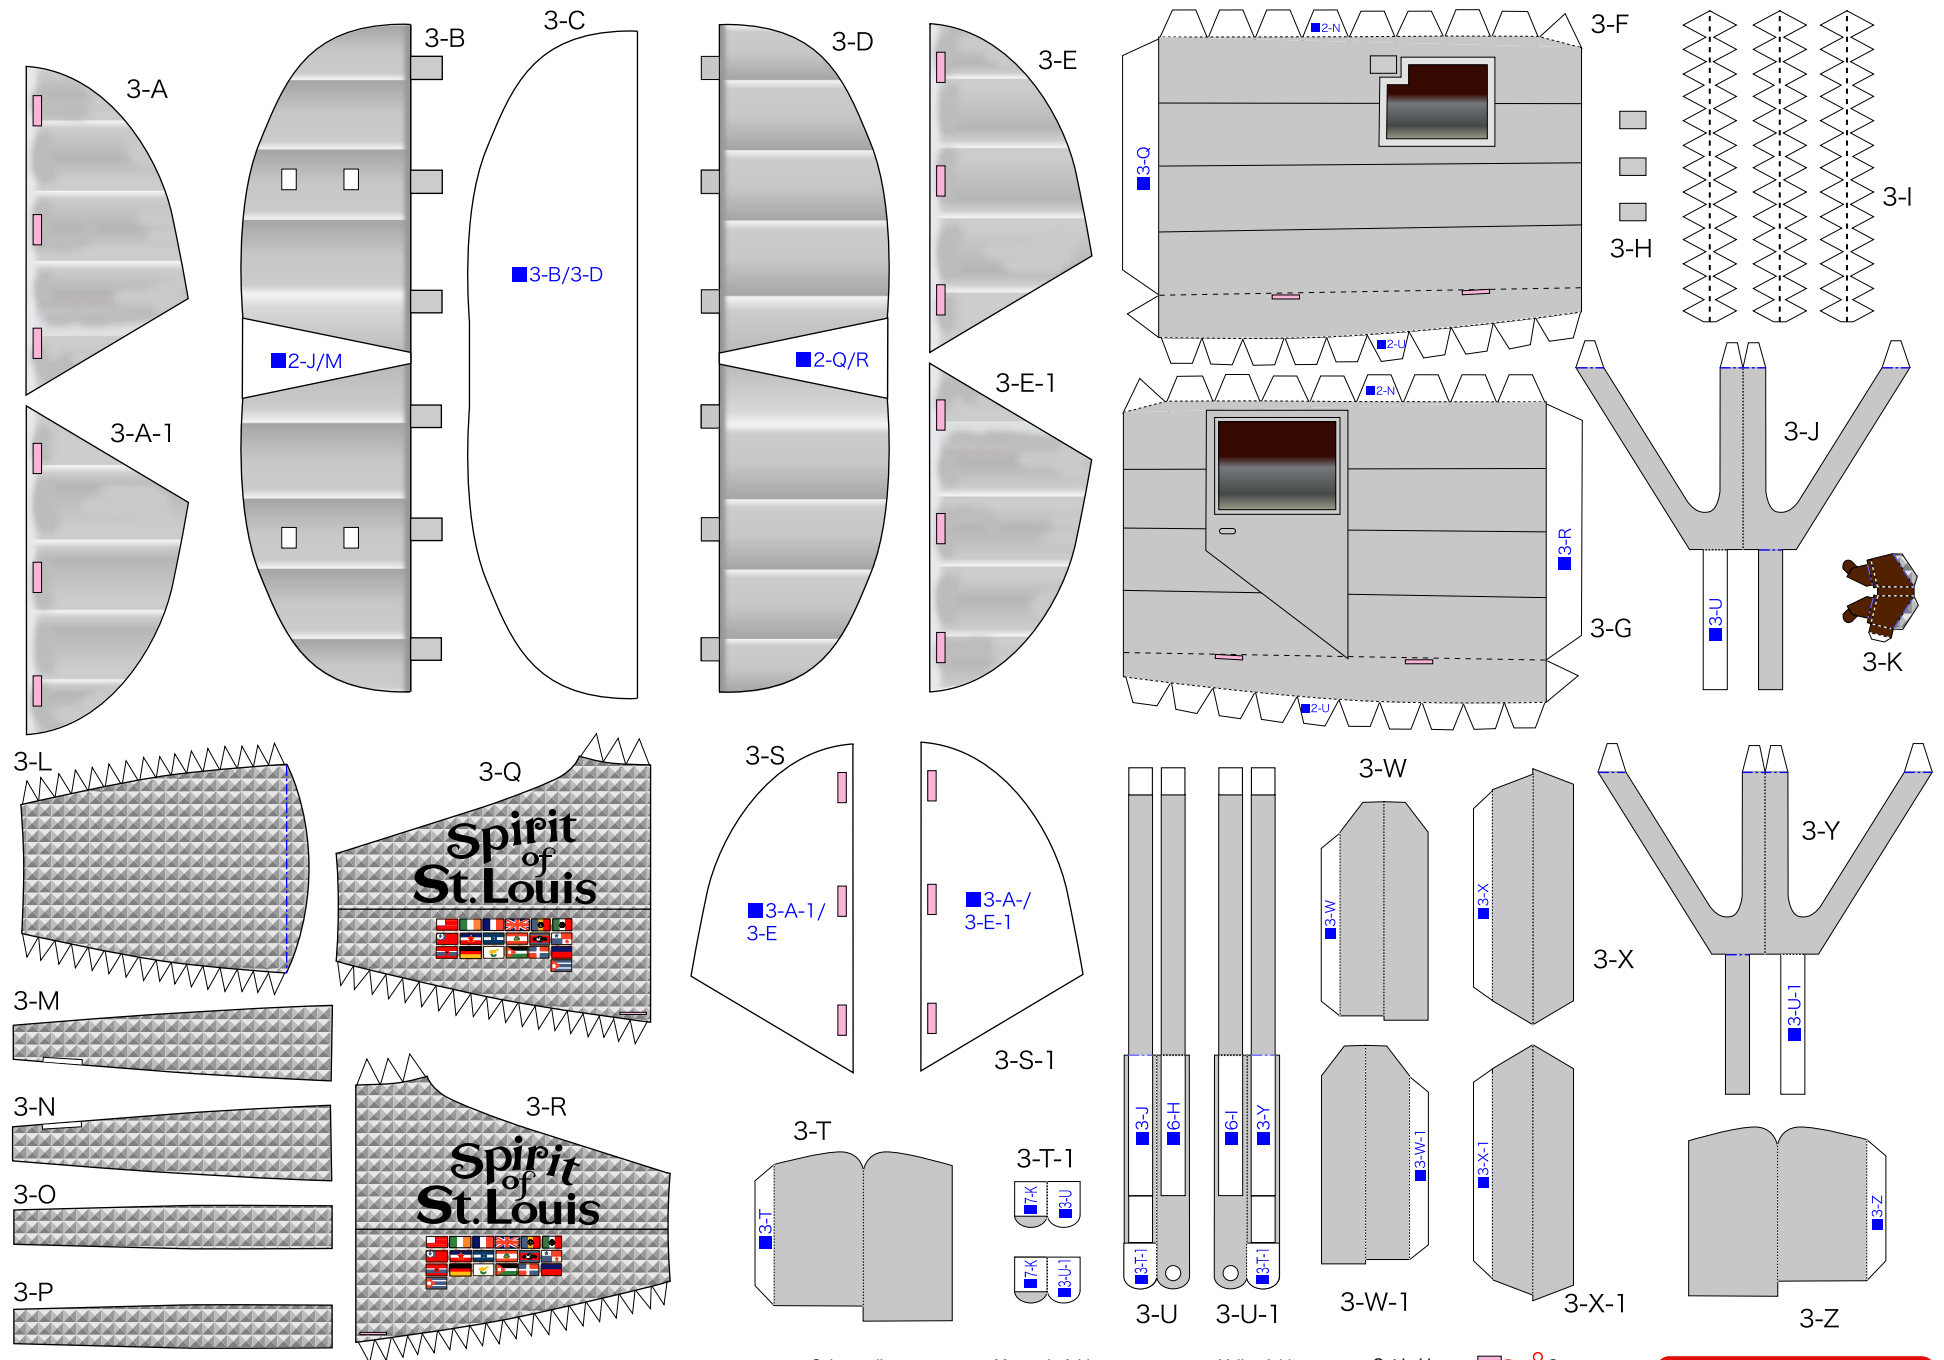 3-A
3-B
3-C
3-D
3-E
3-F
■2-N
■3-Q
■2-U
3-H
3-I
■3-B/3-D
■2-J/M
■2-Q/R
3-A-1
3-E-1
■2-N
■3-R
■2-U
3-G
3-J
■3-U
3-K
3-L
3-Q
Spirit
of
St. Louis
3-M
3-N
3-O
3-P
3-R
Spirit
of
St. Louis
3-S
■3-A-1/
3-E
■3-A-/
3-E-1
3-S-1
3-T
■3-T
3-T-1
■7-K
■3-U
■7-K
■3-U-1
■3-J
■6-H
■6-I
■3-Y
■3-T-1
■3-T-1
3-U
3-U-1
3-W
■3-W
■3-X
3-X
■3-W-1
3-W-1
■3-X-1
3-X-1
3-Y
■3-U-1
■3-Z
3-Z